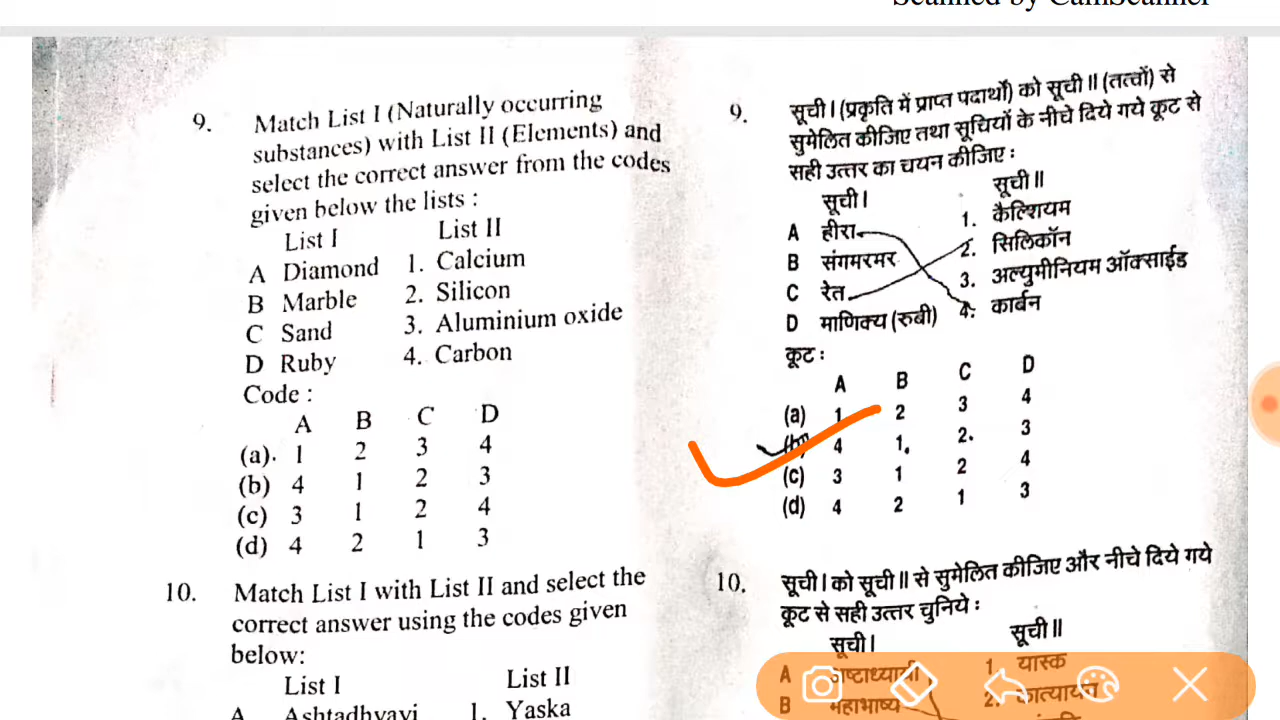 Scanned by CamScanner
9. Match List I (Naturally occurring
substances) with List II (Elements) and
select the correct answer from the codes
given below the lists :
List I List II
A Diamond 1. Calcium
B Marble 2. Silicon
C Sand 3. Aluminium oxide
D Ruby 4. Carbon
Code :
A B C D
(a). 1 2 3 4
(b) 4 1 2 3
(c) 3 1 2 4
(d) 4 2 1 3
10. Match List I with List II and select the
correct answer using the codes given
below:
List I List II
A Ashtadhyayi 1. Yaska
9. सूची I (प्रकृति में प्राप्त पदार्थों) को सूची II (तत्वों) से
सुमेलित कीजिए तथा सूचियों के नीचे दिये गये कूट से
सही उत्तर का चयन कीजिए :
सूची I सूची II
A हीरा 1. कैल्शियम
B संगमरमर 2. सिलिकॉन
C रेत 3. अल्युमीनियम ऑक्साईड
D माणिक्य (रुबी) 4. कार्बन
कूट :
A B C D
(a) 1 2 3 4
(b) 4 1. 2. 3
(c) 3 1 2 4
(d) 4 2 1 3
10. सूची I को सूची II से सुमेलित कीजिए और नीचे दिये गये
कूट से सही उत्तर चुनिये :
सूची I सूची II
A अष्टाध्यायी 1. यास्क
B महाभाष्य 2. कात्यायन